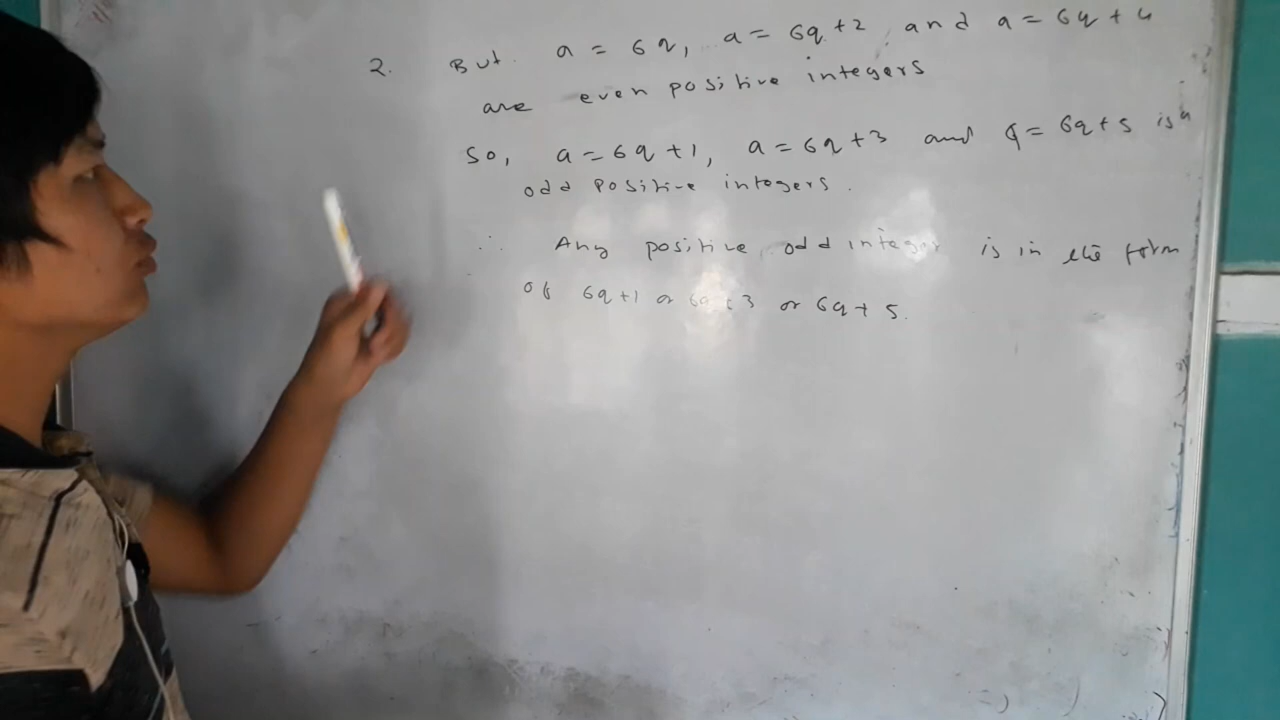 2. But. a = 6q, a = 6q+2, and a = 6q+4
are even positive integers
So, a = 6q+1, a = 6q+3 and a = 6q+5 is a
odd positive integers.
∴ Any positive odd integer is in the form
of 6q+1 or 6q+3 or 6q+5.